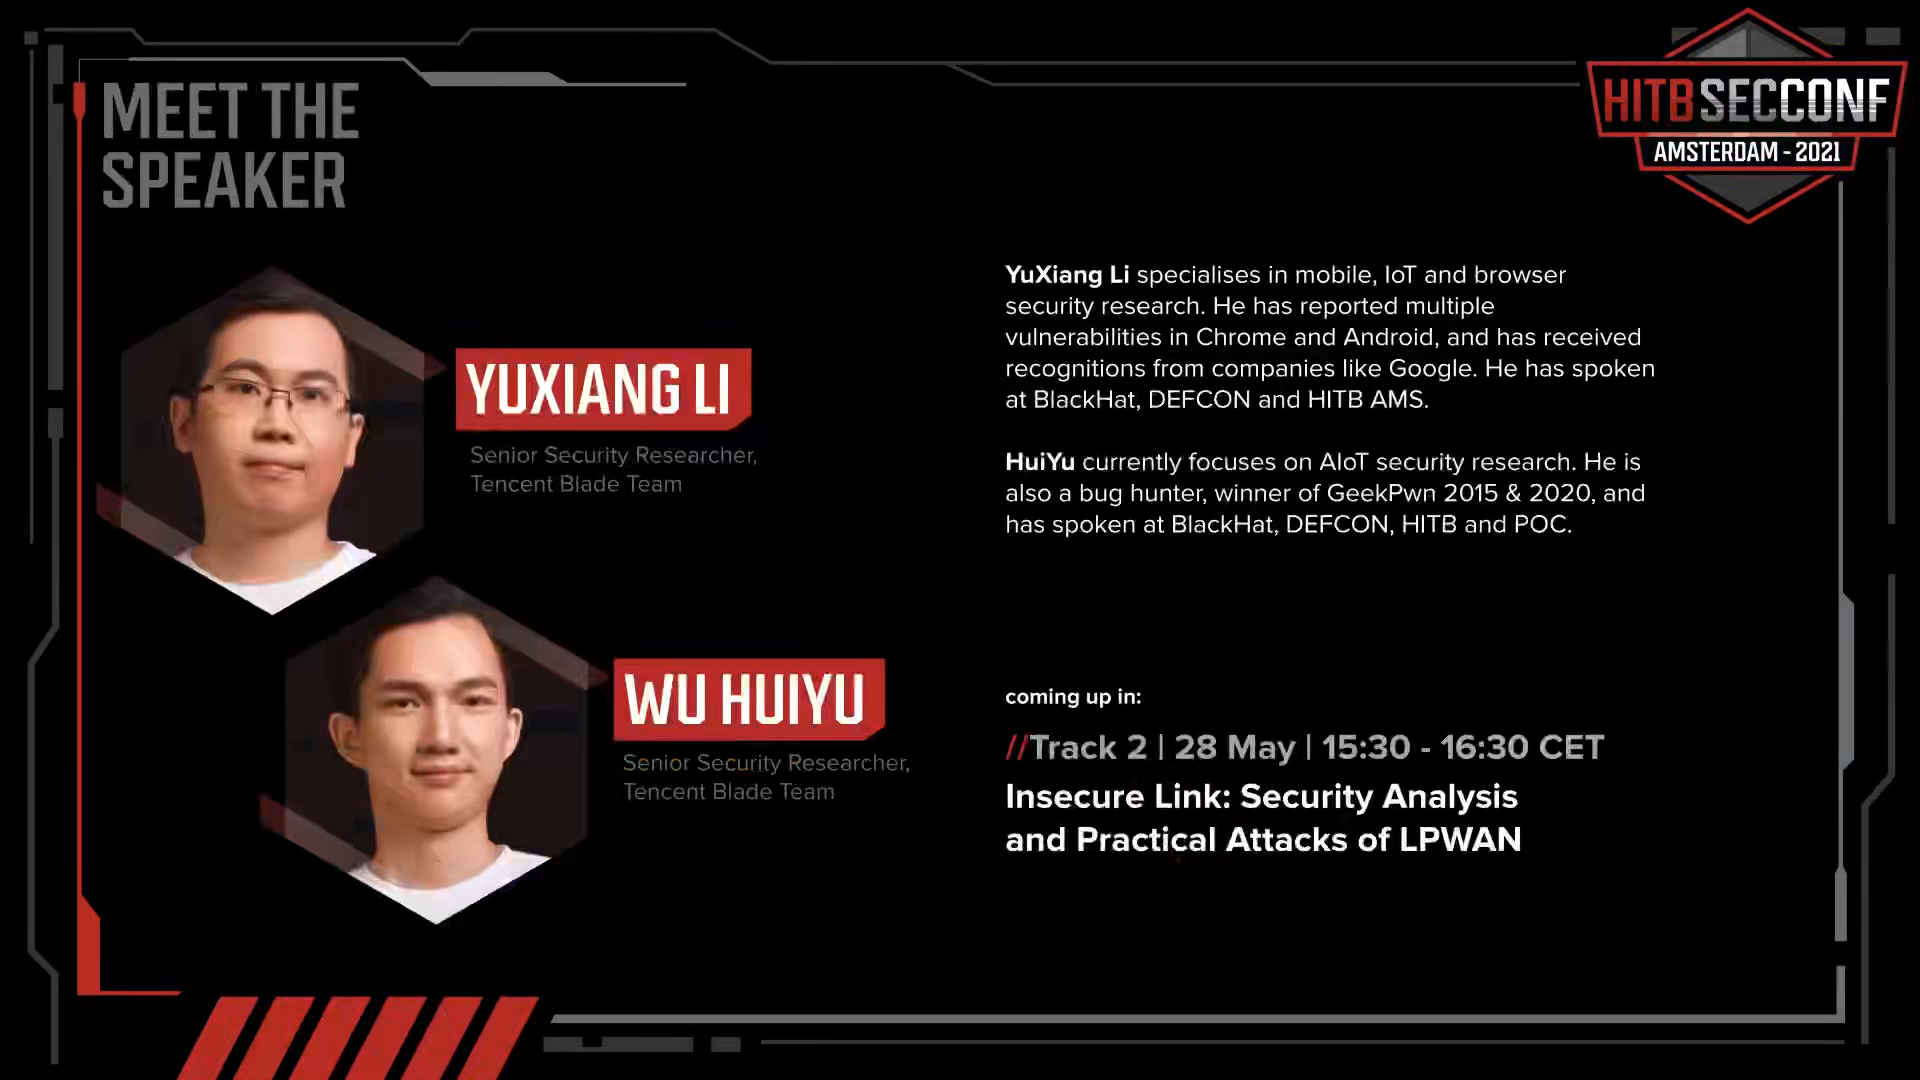 MEET THE
SPEAKER
HITBSECCONF
AMSTERDAM - 2021
YUXIANG LI
Senior Security Researcher,
Tencent Blade Team
WU HUIYU
Senior Security Researcher,
Tencent Blade Team
YuXiang Li specialises in mobile, IoT and browser
security research. He has reported multiple
vulnerabilities in Chrome and Android, and has received
recognitions from companies like Google. He has spoken
at BlackHat, DEFCON and HITB AMS.
HuiYu currently focuses on AIoT security research. He is
also a bug hunter, winner of GeekPwn 2015 & 2020, and
has spoken at BlackHat, DEFCON, HITB and POC.
coming up in:
//Track 2 | 28 May | 15:30 - 16:30 CET
Insecure Link: Security Analysis
and Practical Attacks of LPWAN